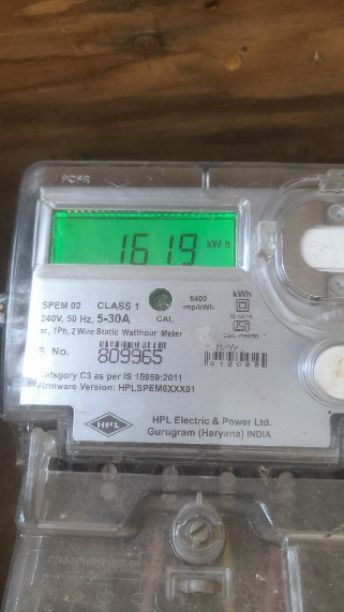 1619 kWh
SPEM 02 CLASS 1
240V, 50 Hz, 5-30A CAL 6400 imp/kWh
kWh
ac, 1Ph, 2 Wire Static Watthour Meter
S. No. 809965
Category C3 as per IS 15959:2011
Firmware Version: HPLSPEM6XXX01
HPL
HPL Electric & Power Ltd.
Gurugram (Haryana) INDIA